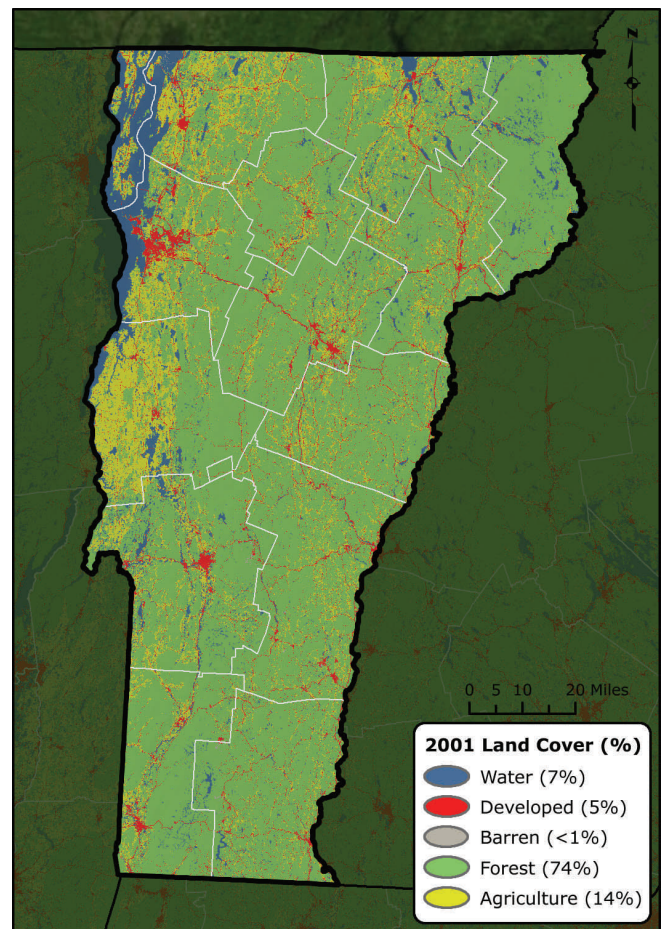 N
0 5 10 20 Miles
2001 Land Cover (%)
Water (7%)
Developed (5%)
Barren (<1%)
Forest (74%)
Agriculture (14%)